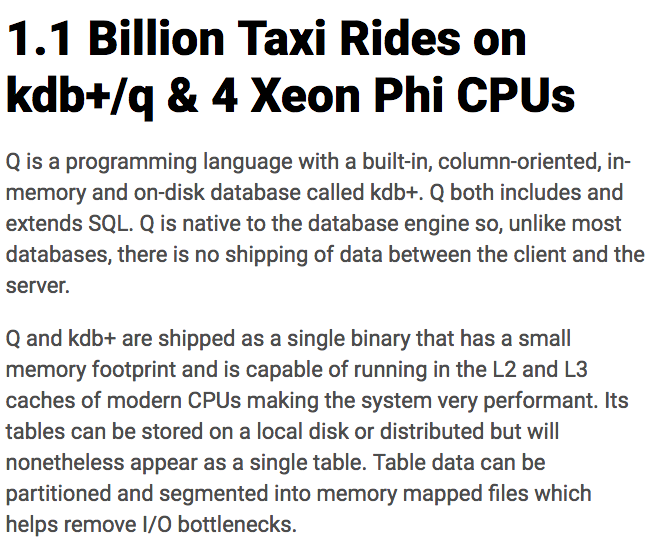 1.1 Billion Taxi Rides on
kdb+/q & 4 Xeon Phi CPUs
Q is a programming language with a built-in, column-oriented, in-
memory and on-disk database called kdb+. Q both includes and
extends SQL. Q is native to the database engine so, unlike most
databases, there is no shipping of data between the client and the
server.
Q and kdb+ are shipped as a single binary that has a small
memory footprint and is capable of running in the L2 and L3
caches of modern CPUs making the system very performant. Its
tables can be stored on a local disk or distributed but will
nonetheless appear as a single table. Table data can be
partitioned and segmented into memory mapped files which
helps remove I/O bottlenecks.